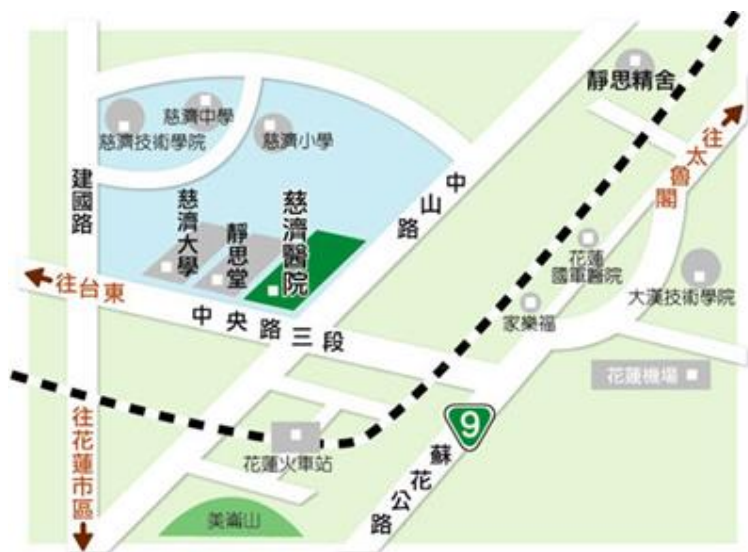 靜思精舍
往太魯閣
慈濟中學
慈濟技術學院
慈濟小學
建國路
中山路
慈濟大學
靜思堂
慈濟醫院
花蓮
國軍醫院
大漢技術學院
往台東
中央路三段
家樂福
花蓮機場
往花蓮市區
9
蘇花公路
花蓮火車站
美崙山